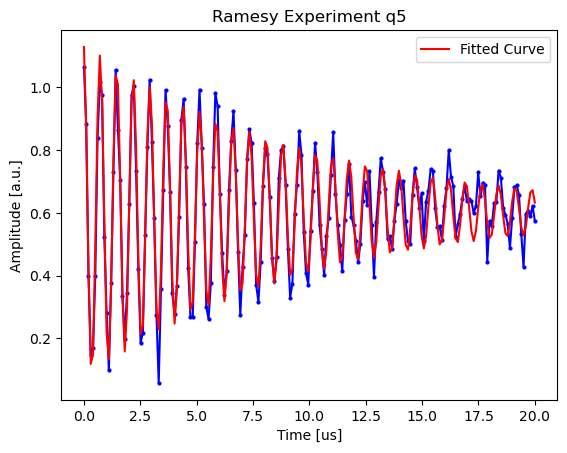 Ramesy Experiment q5
Fitted Curve
Amplitude [a.u.]
1.0
0.8
0.6
0.4
0.2
0.0 2.5 5.0 7.5 10.0 12.5 15.0 17.5 20.0
Time [us]